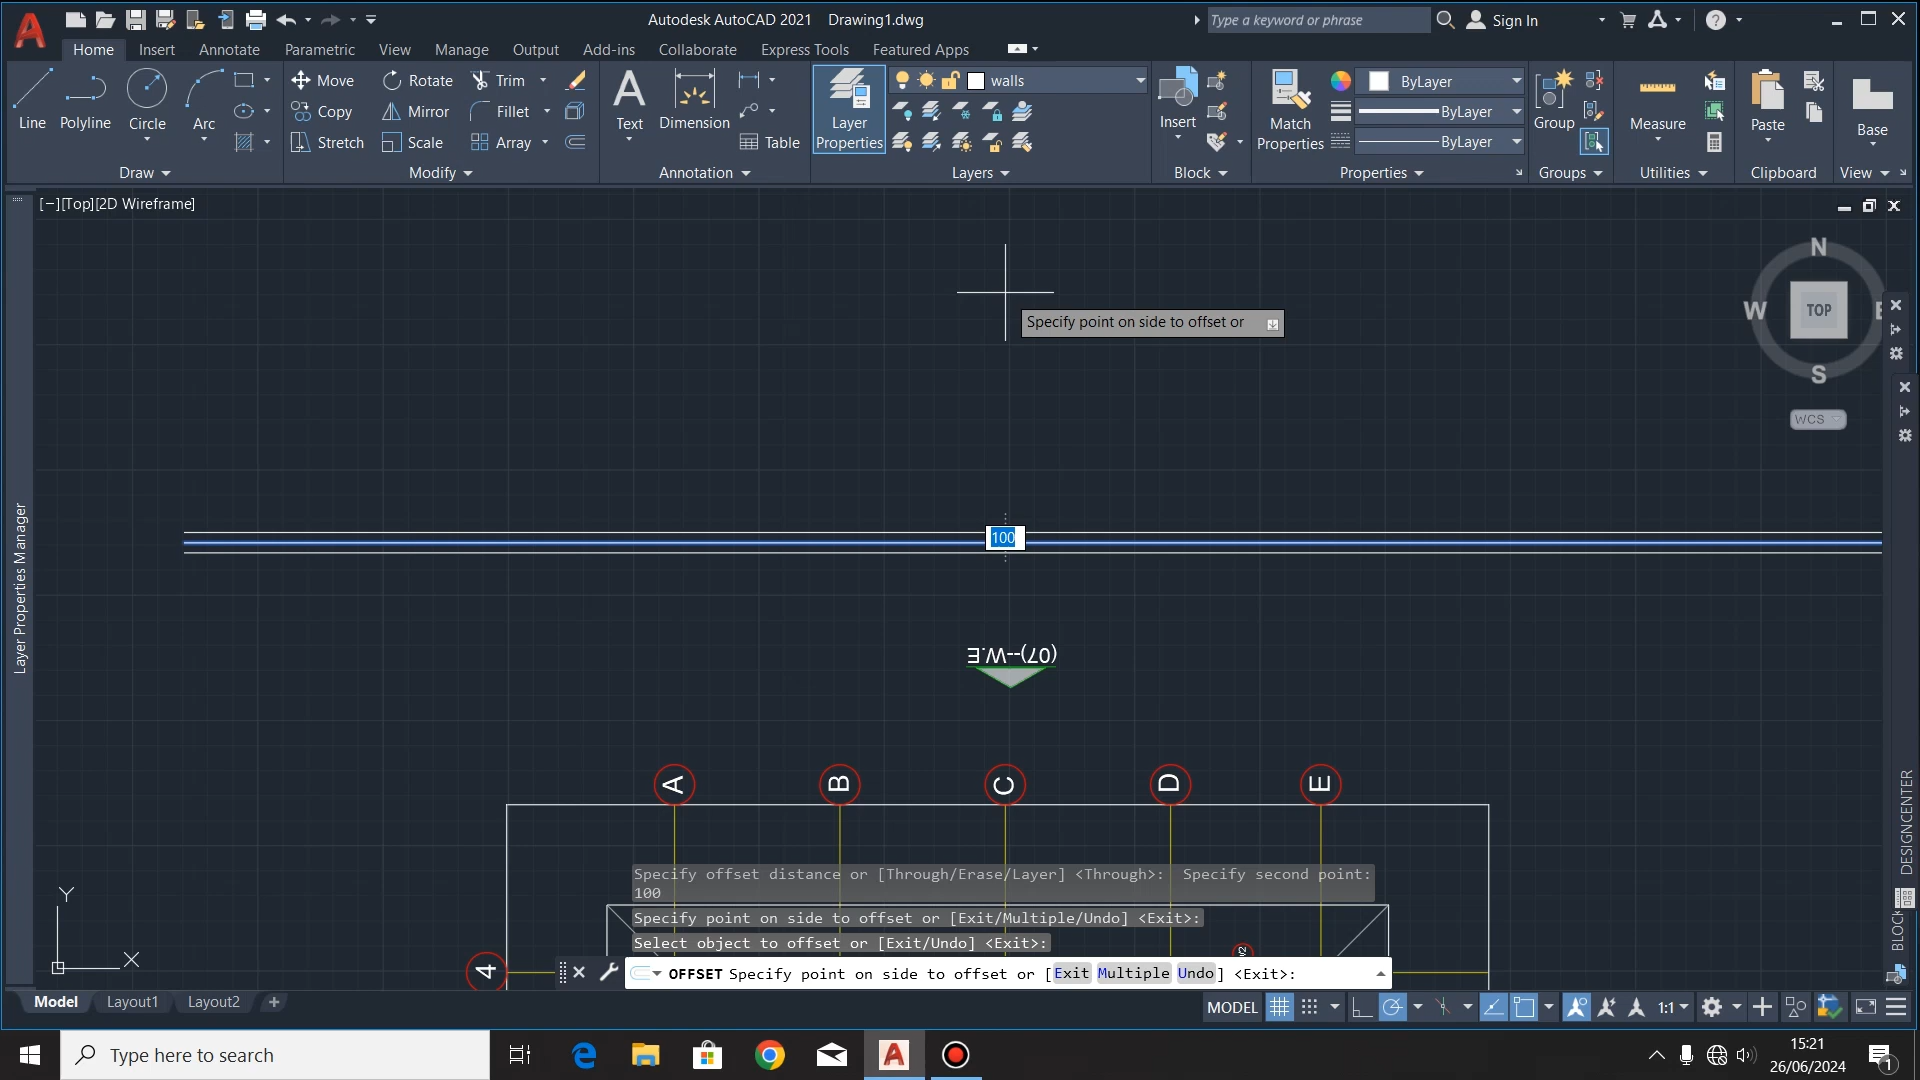 Autodesk AutoCAD 2021 Drawing1.dwg
Type a keyword or phrase
Sign In
Home Insert Annotate Parametric View Manage Output Add-ins Collaborate Express Tools Featured Apps
Line
Polyline
Circle
Arc
Move
Copy
Stretch
Rotate
Mirror
Scale
Trim
Fillet
Array
Text
Dimension
Table
Layer
Properties
walls
Insert
Match
Properties
ByLayer
ByLayer
ByLayer
Group
Measure
Paste
Base
Draw Modify Annotation Layers Block Properties Groups Utilities Clipboard View
[−][Top][2D Wireframe]
N
W
TOP
E
S
WCS
Specify point on side to offset or
100
(07)--W.E
A B C D E
4
Layer Properties Manager
DESIGNCENTER
Y
X
Specify offset distance or [Through/Erase/Layer] <Through>: Specify second point:
100
Specify point on side to offset or [Exit/Multiple/Undo] <Exit>:
Select object to offset or [Exit/Undo] <Exit>:
OFFSET Specify point on side to offset or [Exit Multiple Undo] <Exit>:
Model Layout1 Layout2
MODEL
1:1
Type here to search
15:21
26/06/2024
1